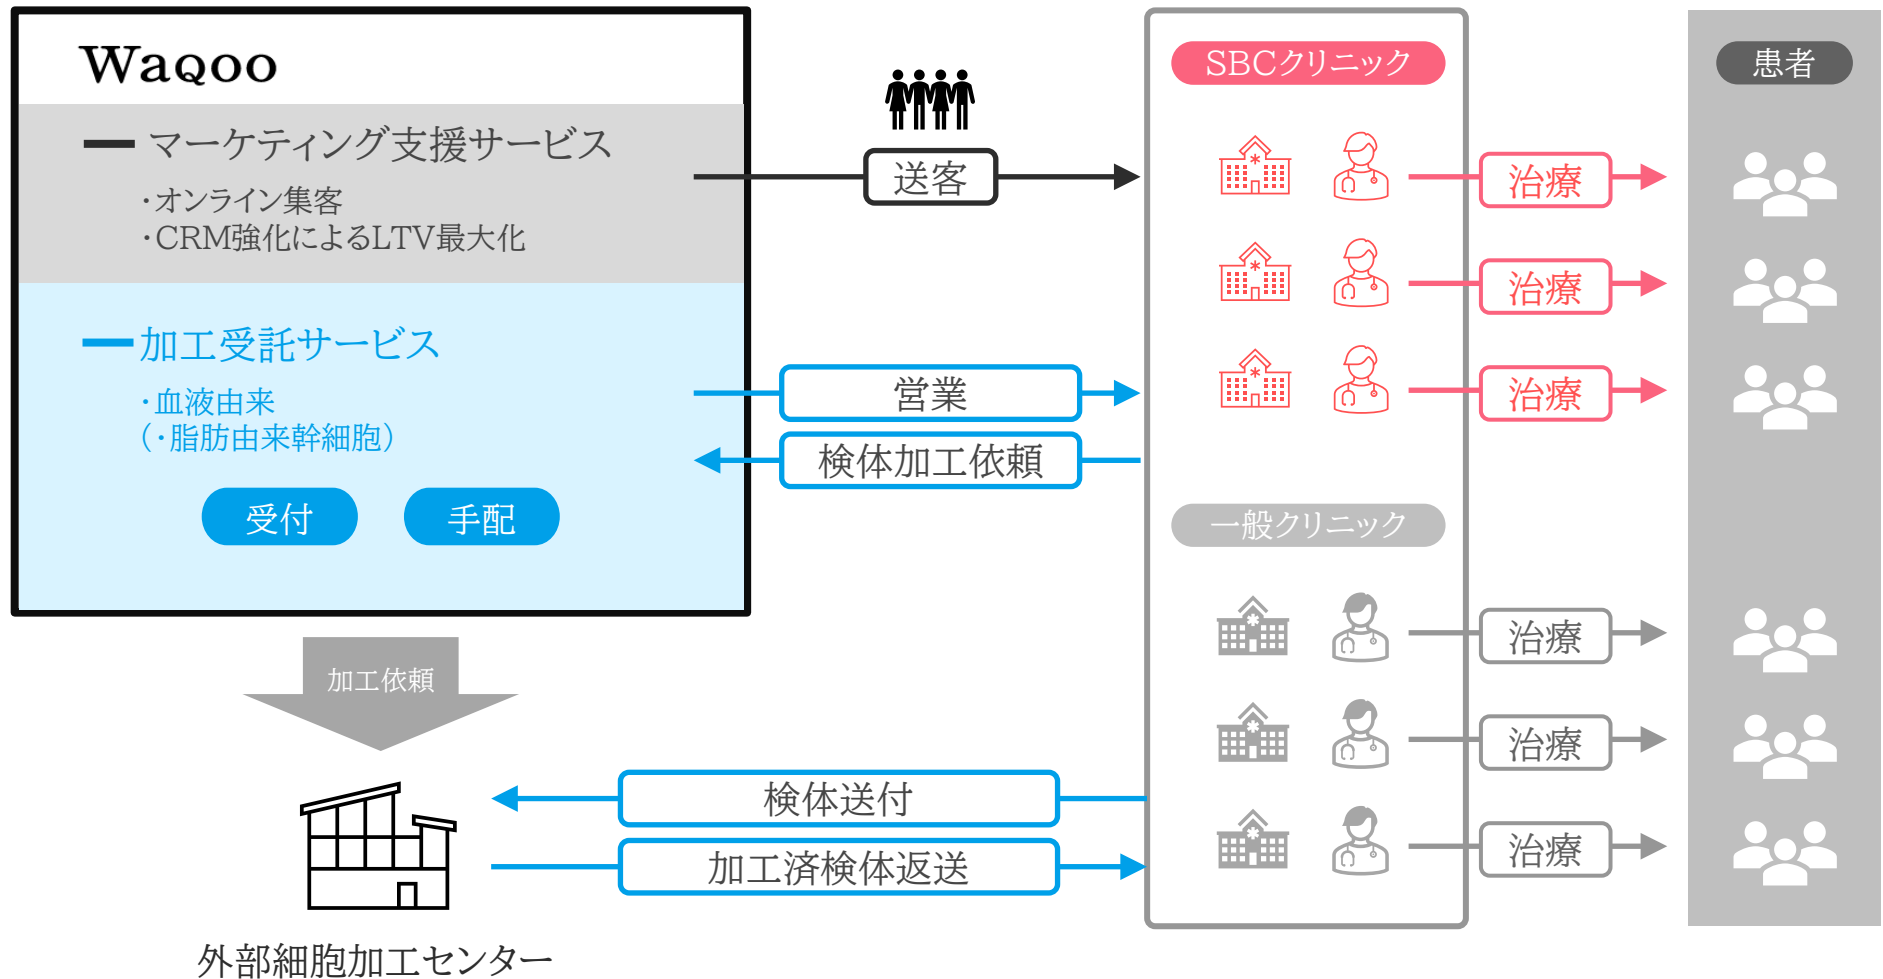 Waqoo
マーケティング支援サービス
・オンライン集客
・CRM強化によるLTV最大化
加工受託サービス
・血液由来
（・脂肪由来幹細胞）
受付
手配
加工依頼
外部細胞加工センター
送客
営業
検体加工依頼
検体送付
加工済検体返送
SBCクリニック
一般クリニック
治療
治療
治療
治療
治療
治療
患者